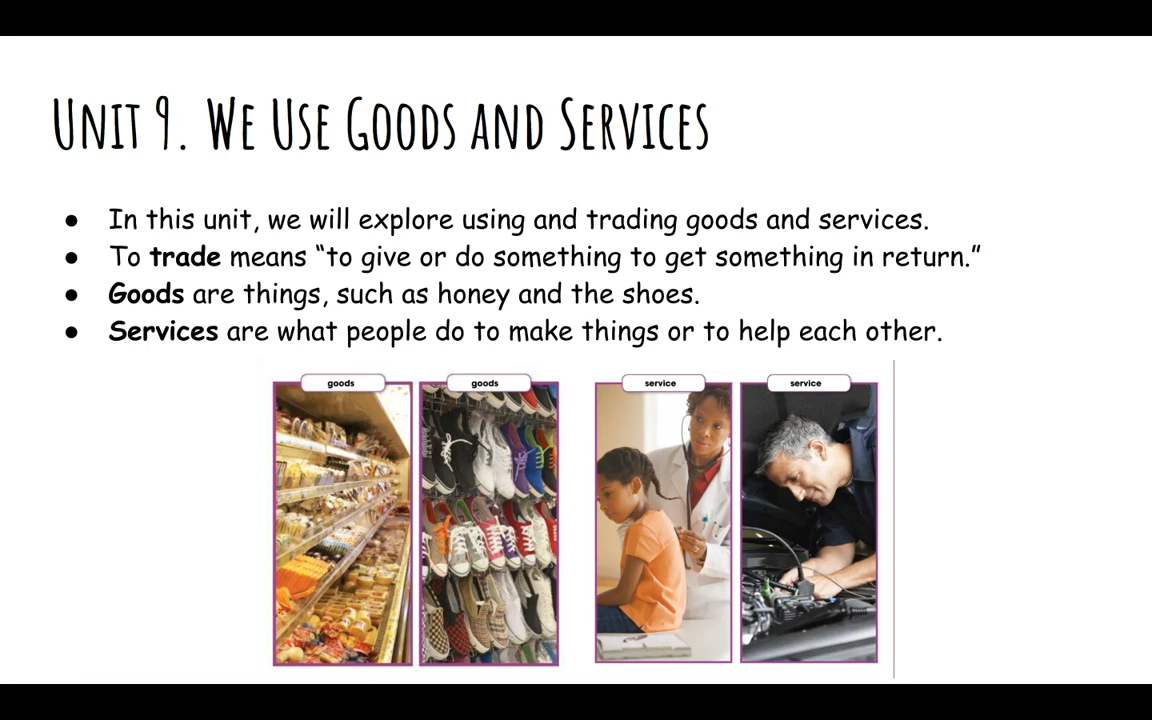 Unit 9. We Use Goods and Services
● In this unit, we will explore using and trading goods and services.
● To trade means “to give or do something to get something in return.”
● Goods are things, such as honey and the shoes.
● Services are what people do to make things or to help each other.
goods goods service service